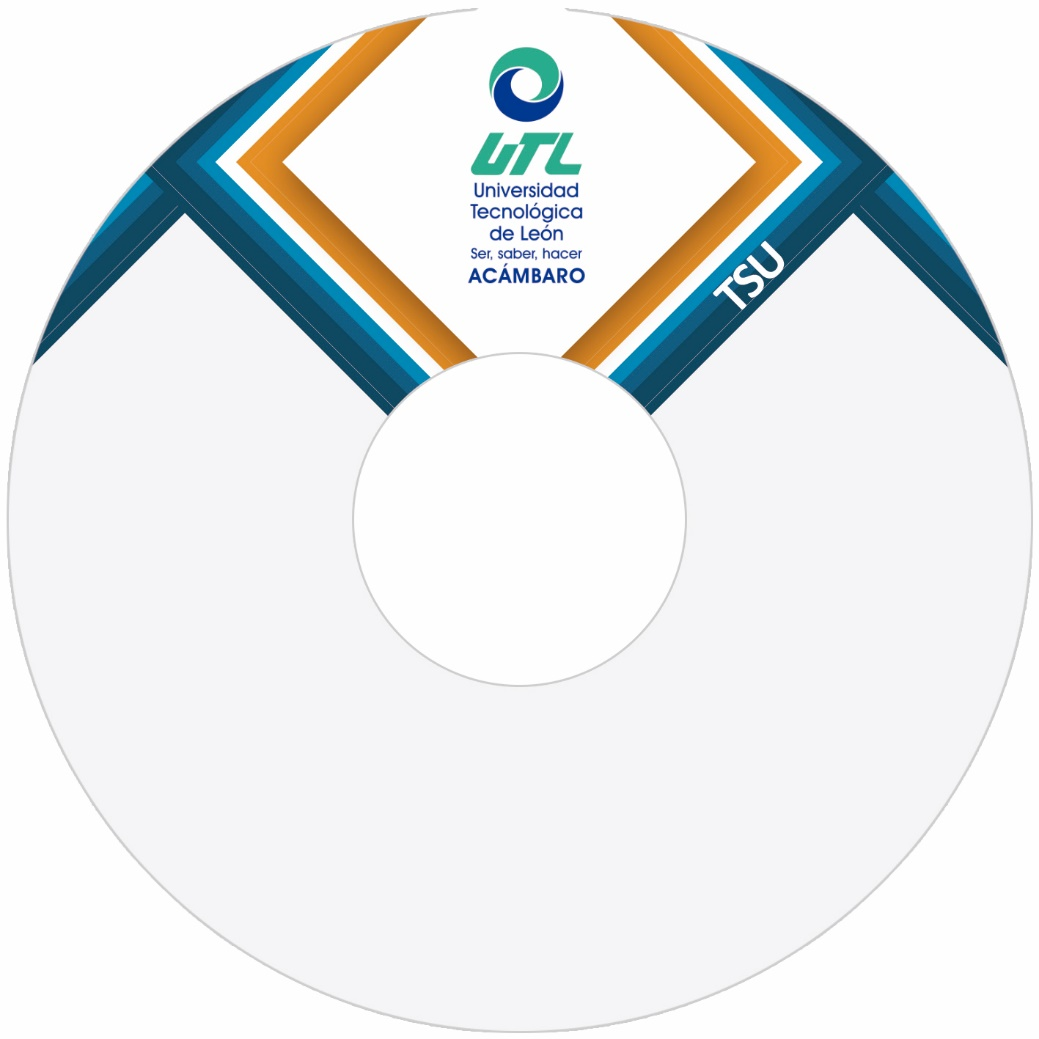 UTL
Universidad
Tecnológica
de León
Ser, saber, hacer
ACÁMBARO
TSU